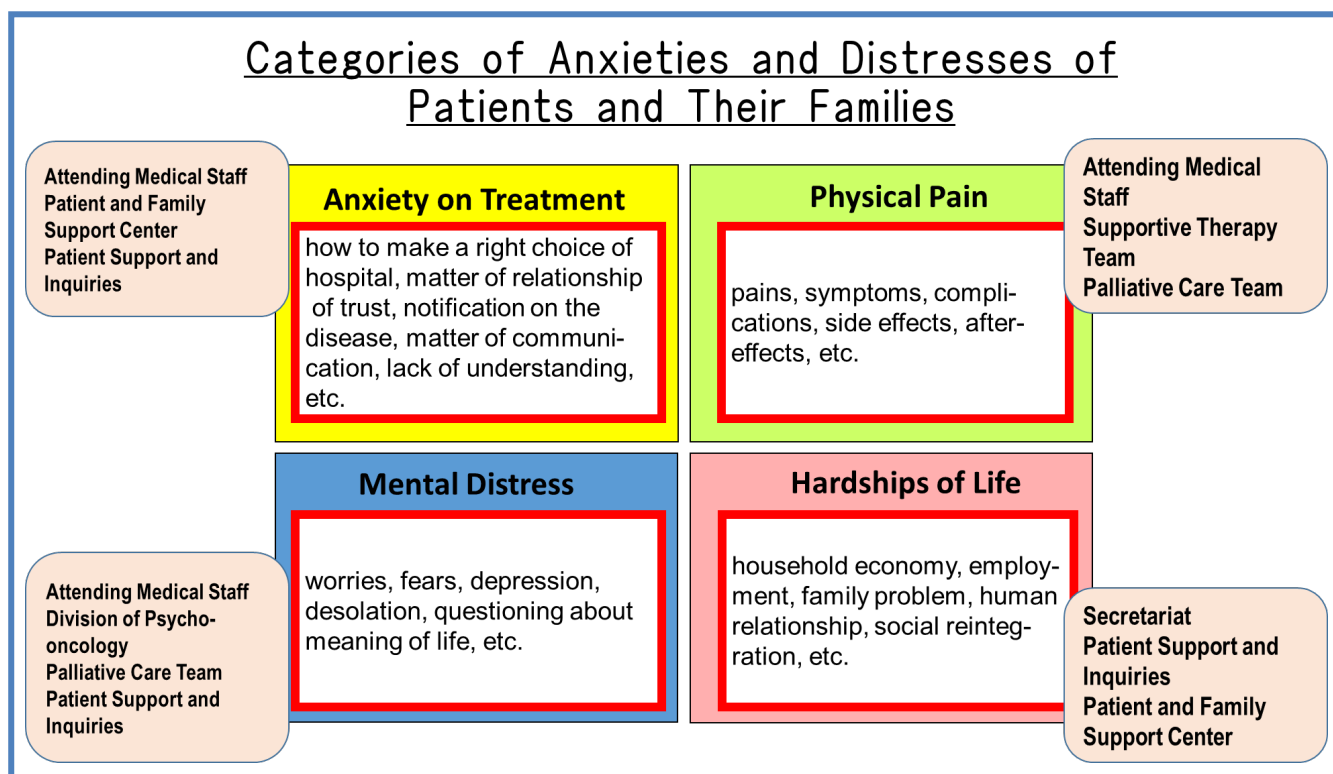 Categories of Anxieties and Distresses of
Patients and Their Families
Attending Medical Staff
Patient and Family
Support Center
Patient Support and
Inquiries
Anxiety on Treatment
how to make a right choice of
hospital, matter of relationship
of trust, notification on the
disease, matter of communi-
cation, lack of understanding,
etc.
Physical Pain
pains, symptoms, compli-
cations, side effects, after-
effects, etc.
Attending Medical
Staff
Supportive Therapy
Team
Palliative Care Team
Attending Medical Staff
Division of Psycho-
oncology
Palliative Care Team
Patient Support and
Inquiries
Mental Distress
worries, fears, depression,
desolation, questioning about
meaning of life, etc.
Hardships of Life
household economy, employ-
ment, family problem, human
relationship, social reinteg-
ration, etc.
Secretariat
Patient Support and
Inquiries
Patient and Family
Support Center